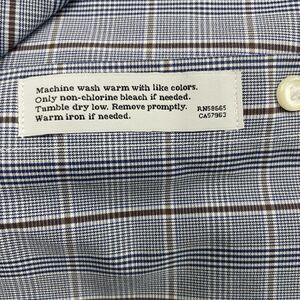 Machine wash warm with like colors.
Only non-chlorine bleach if needed.
Tumble dry low. Remove promptly. RN58665
Warm iron if needed. CA57963